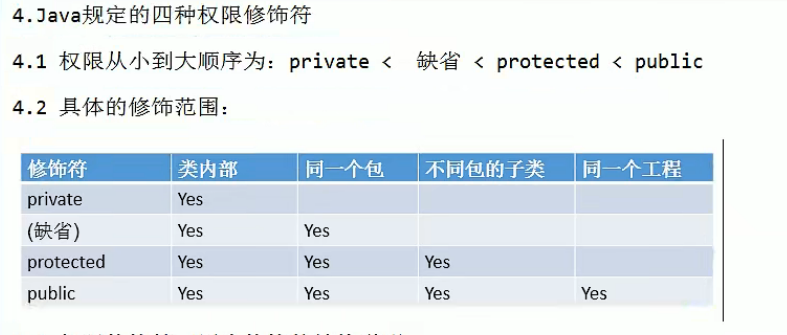 4.Java规定的四种权限修饰符
4.1 权限从小到大顺序为：private < 缺省 < protected < public
4.2 具体的修饰范围：
修饰符 类内部 同一个包 不同包的子类 同一个工程
private Yes
(缺省) Yes Yes
protected Yes Yes Yes
public Yes Yes Yes Yes